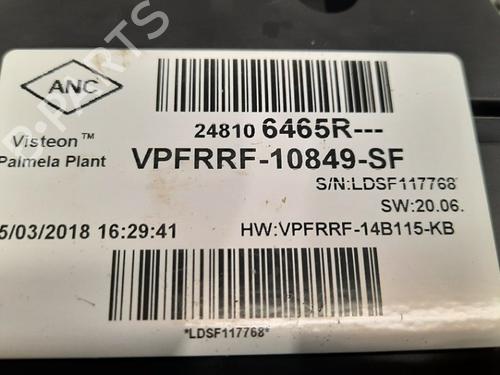 ANC
Visteon™
Palmela Plant
24810 6465R---
VPFRRF-10849-SF
S/N:LDSF117768
SW:20.06.
5/03/2018 16:29:41
HW:VPFRRF-14B115-KB
*LDSF117768*